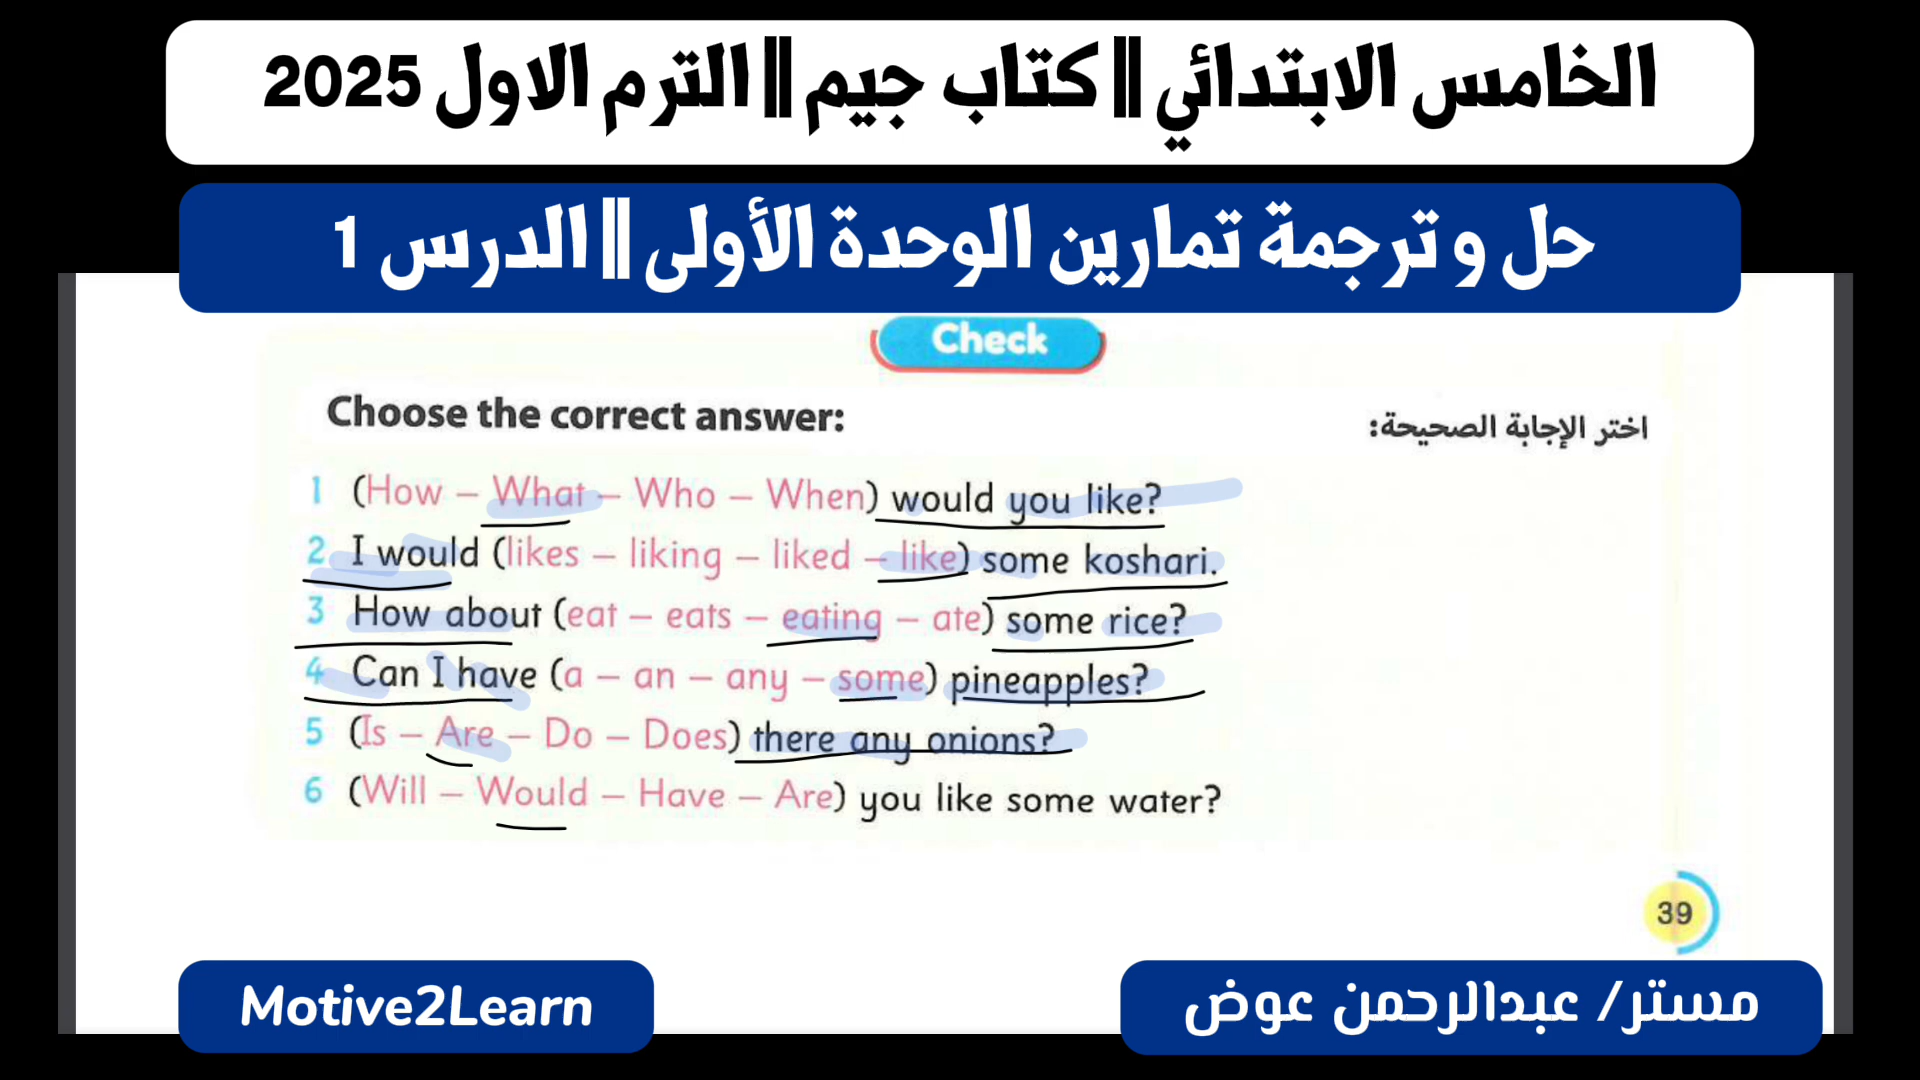 الخامس الابتدائي || كتاب جيم || الترم الاول 2025
حل و ترجمة تمارين الوحدة الأولى || الدرس 1
Check
Choose the correct answer:
اختر الإجابة الصحيحة:
1 (How – What – Who – When) would you like?
2 I would (likes – liking – liked – like) some koshari.
3 How about (eat – eats – eating – ate) some rice?
4 Can I have (a – an – any – some) pineapples?
5 (Is – Are – Do – Does) there any onions?
6 (Will – Would – Have – Are) you like some water?
39
Motive2Learn
مستر/ عبدالرحمن عوض